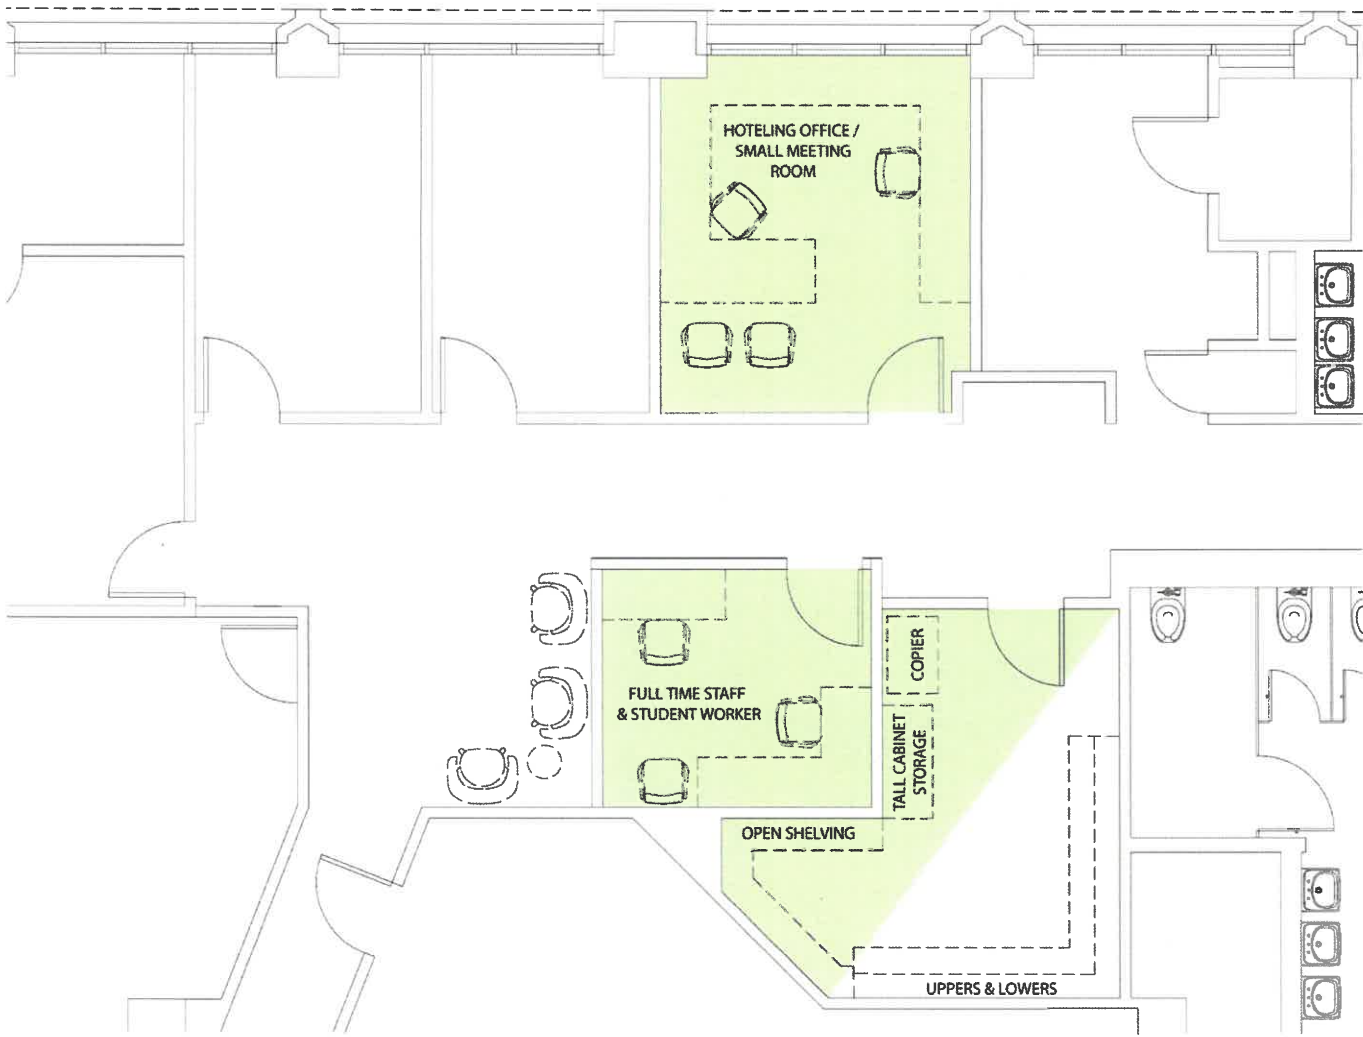 HOTELING OFFICE /
SMALL MEETING
ROOM
FULL TIME STAFF
& STUDENT WORKER
COPIER
TALL CABINET
STORAGE
OPEN SHELVING
UPPERS & LOWERS